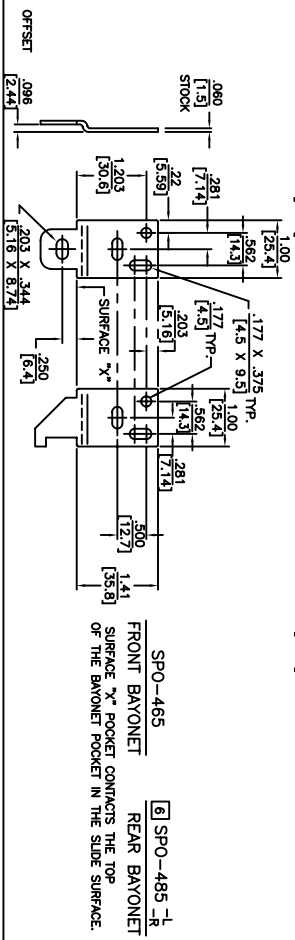 OFFSET
.096
[2.44]
.060
[1.5]
STOCK
1.203
[30.6]
.22
[5.59]
.281
[7.14]
.562
[14.3]
1.00
[25.4]
.203 X .344
[5.16 X 8.74]
SURFACE "X"
.250
[6.4]
.203
[5.16]
.177 TYP.
[4.5]
.177 X .375 TYP.
[4.5 X 9.5]
.562
[14.3]
1.00
[25.4]
.281
[7.14]
.500
[12.7]
1.41
[35.8]
SPO-465
FRONT BAYONET
6 SPO-485 -L
-R
REAR BAYONET
SURFACE "X" POCKET CONTACTS THE TOP
OF THE BAYONET POCKET IN THE SLIDE SURFACE.